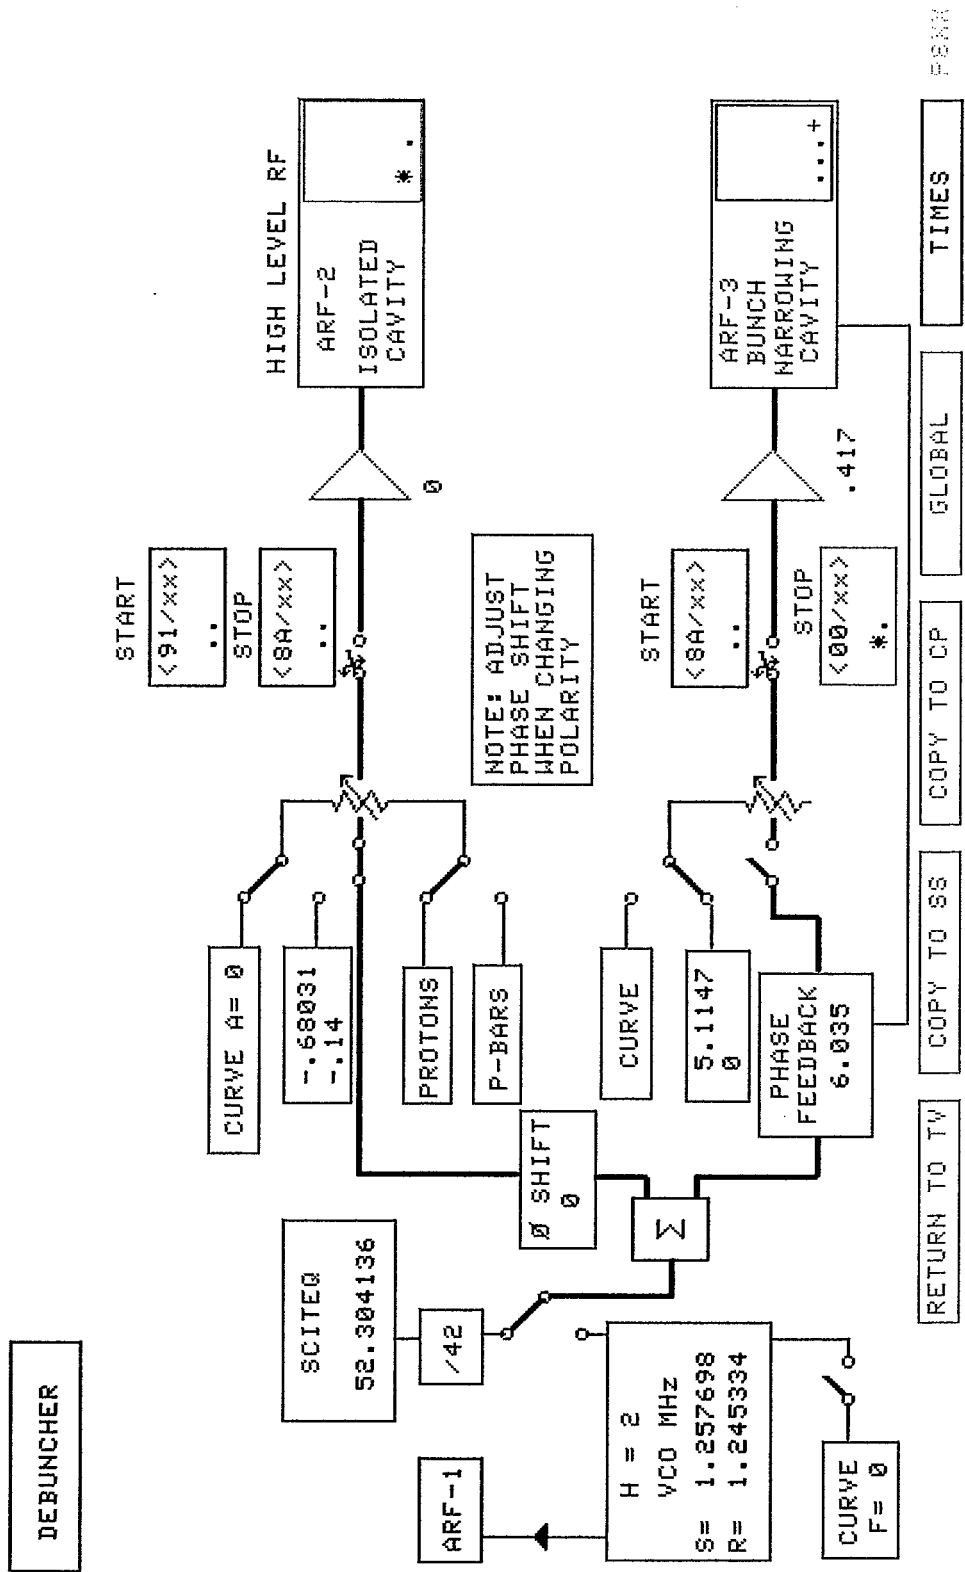 DEBUNCHER
HIGH LEVEL RF
SCITEQ
52.304136
/42
ARF-1
H = 2
VCO MHz
S= 1.257698
R= 1.245334
CURVE
F= 0
Σ
Ø SHIFT
0
CURVE A= 0
-.68031
-.14
PROTONS
P-BARS
START
<91/xx>
..
STOP
<8A/xx>
..
0
ARF-2
ISOLATED
CAVITY
* .
NOTE: ADJUST
PHASE SHIFT
WHEN CHANGING
POLARITY
CURVE
5.1147
0
PHASE
FEEDBACK
6.035
START
<8A/xx>
..
STOP
<00/xx>
*.
.417
ARF-3
BUNCH
NARROWING
CAVITY
...+
RETURN TO TV
COPY TO SS
COPY TO CP
GLOBAL
TIMES